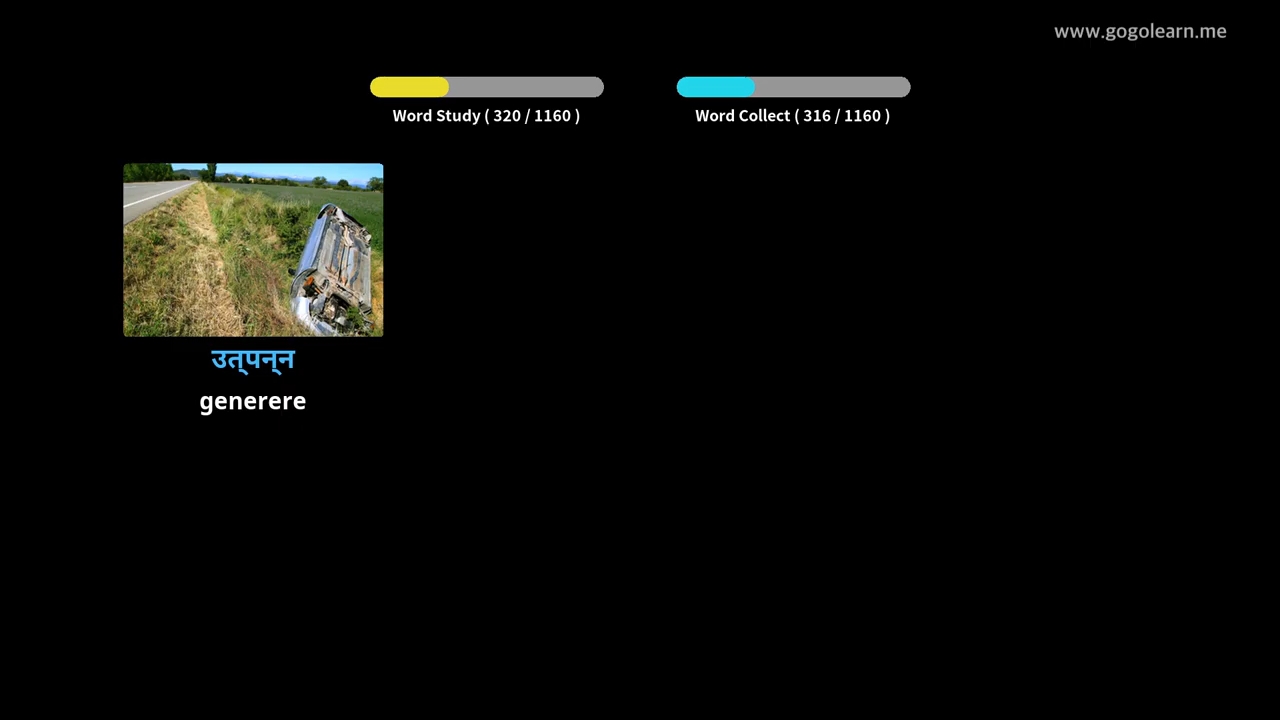 www.gogolearn.me
Word Study ( 320 / 1160 )
Word Collect ( 316 / 1160 )
उत्पन्न
generere